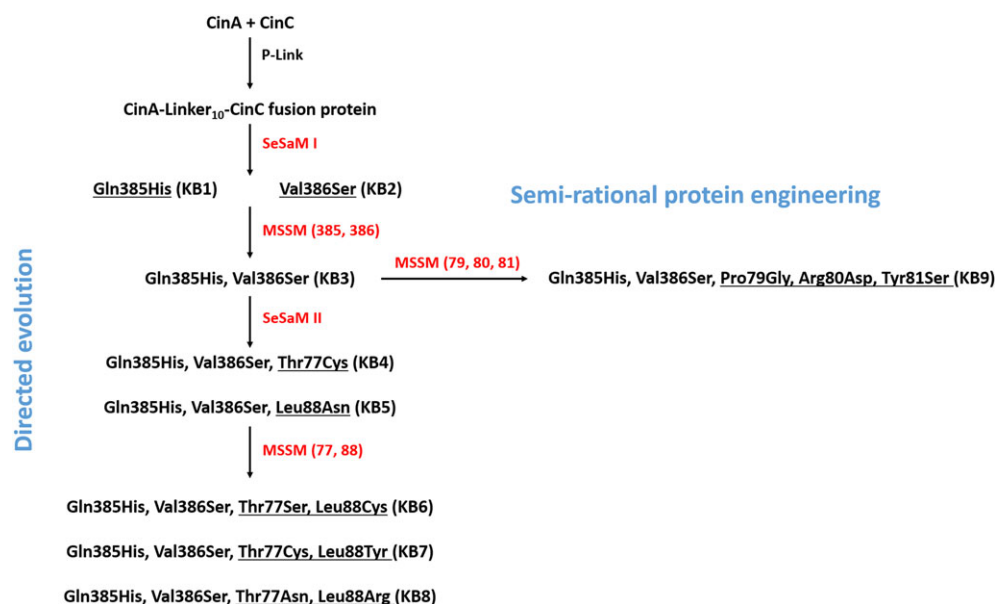 CinA + CinC
P-Link
CinA-Linker₁₀-CinC fusion protein
SeSaM I
Gln385His (KB1) Val386Ser (KB2)
Semi-rational protein engineering
MSSM (385, 386)
MSSM (79, 80, 81)
Gln385His, Val386Ser (KB3)
Gln385His, Val386Ser, Pro79Gly, Arg80Asp, Tyr81Ser (KB9)
SeSaM II
Directed evolution
Gln385His, Val386Ser, Thr77Cys (KB4)
Gln385His, Val386Ser, Leu88Asn (KB5)
MSSM (77, 88)
Gln385His, Val386Ser, Thr77Ser, Leu88Cys (KB6)
Gln385His, Val386Ser, Thr77Cys, Leu88Tyr (KB7)
Gln385His, Val386Ser, Thr77Asn, Leu88Arg (KB8)